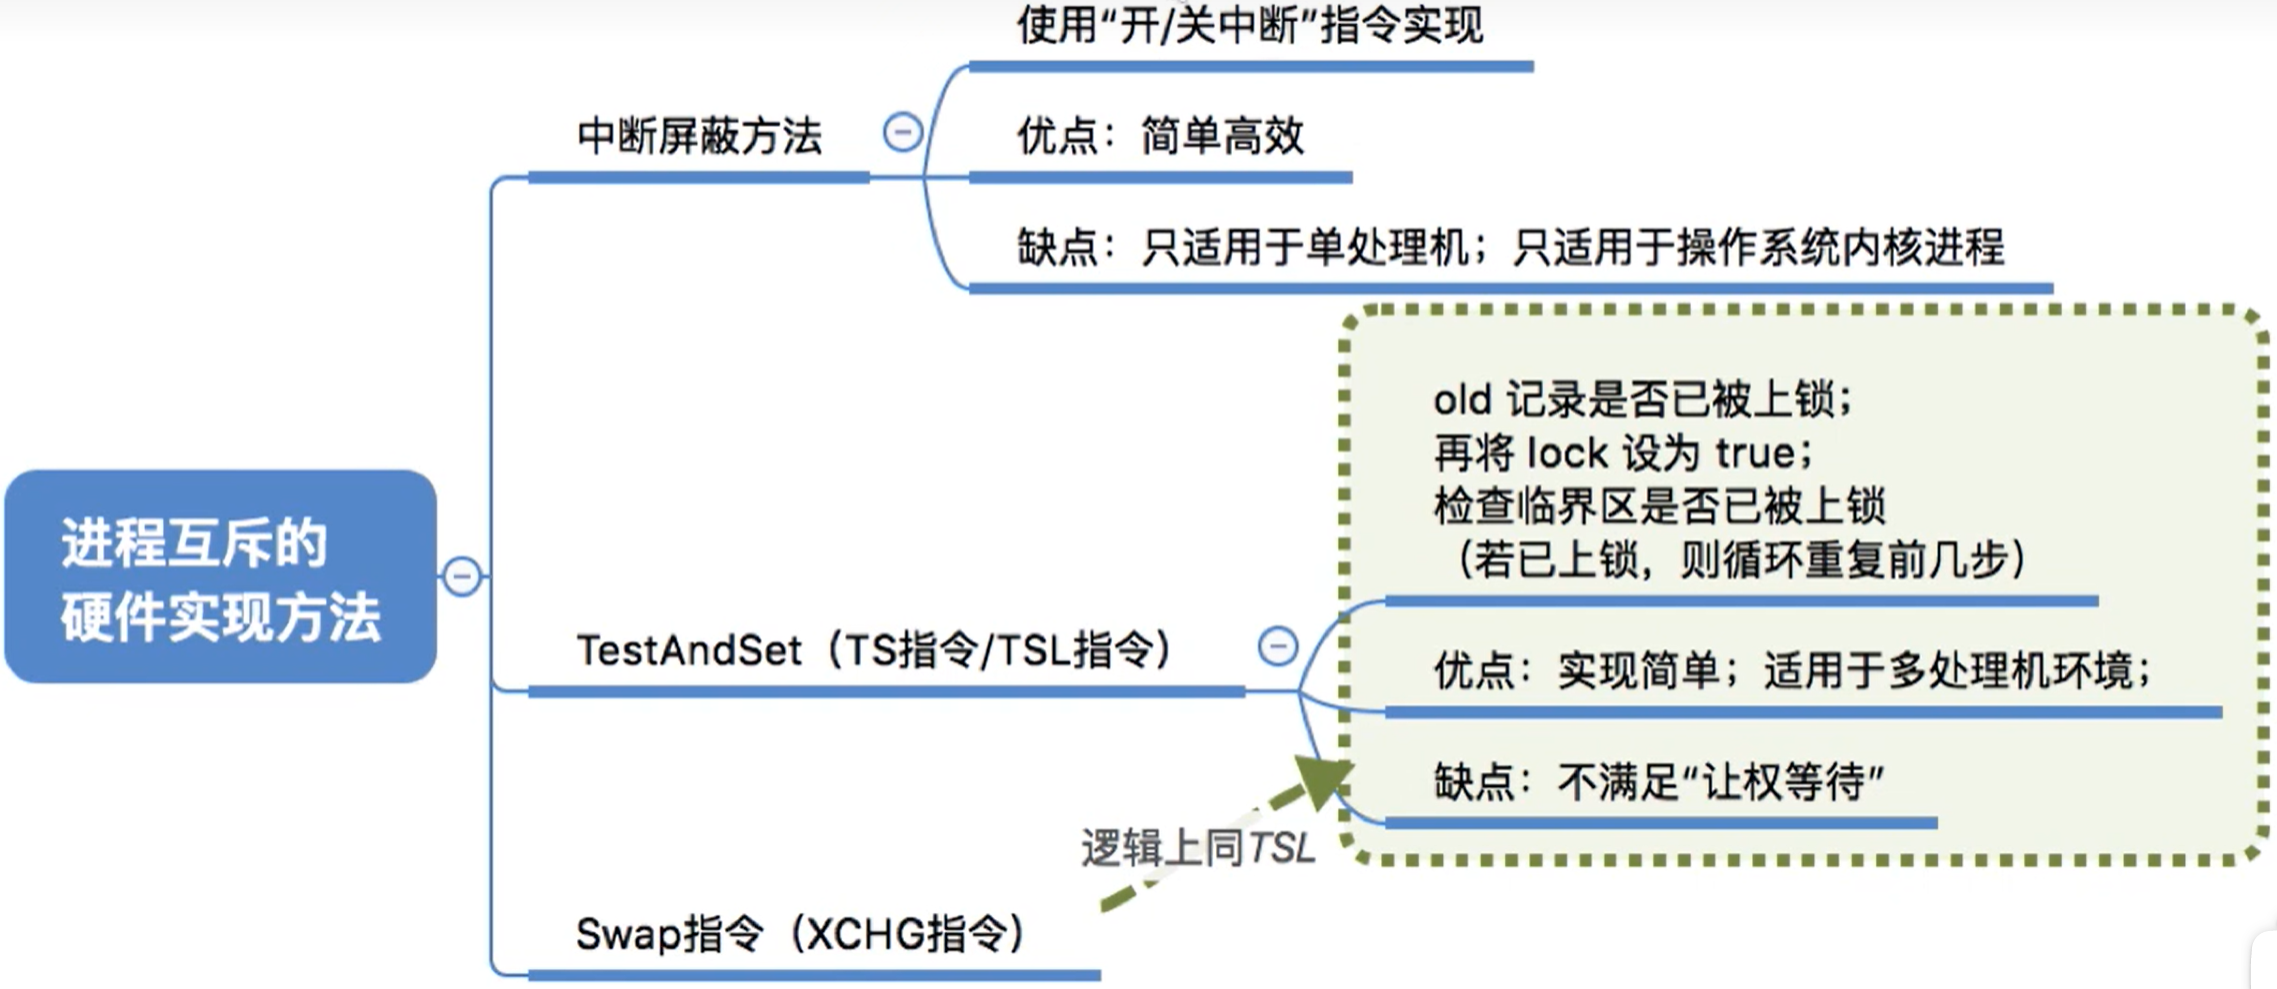 使用“开/关中断”指令实现
中断屏蔽方法
优点：简单高效
缺点：只适用于单处理机；只适用于操作系统内核进程
进程互斥的
硬件实现方法
TestAndSet（TS指令/TSL指令）
old 记录是否已被上锁；
再将 lock 设为 true；
检查临界区是否已被上锁
（若已上锁，则循环重复前几步）
优点：实现简单；适用于多处理机环境；
缺点：不满足“让权等待”
逻辑上同TSL
Swap指令（XCHG指令）